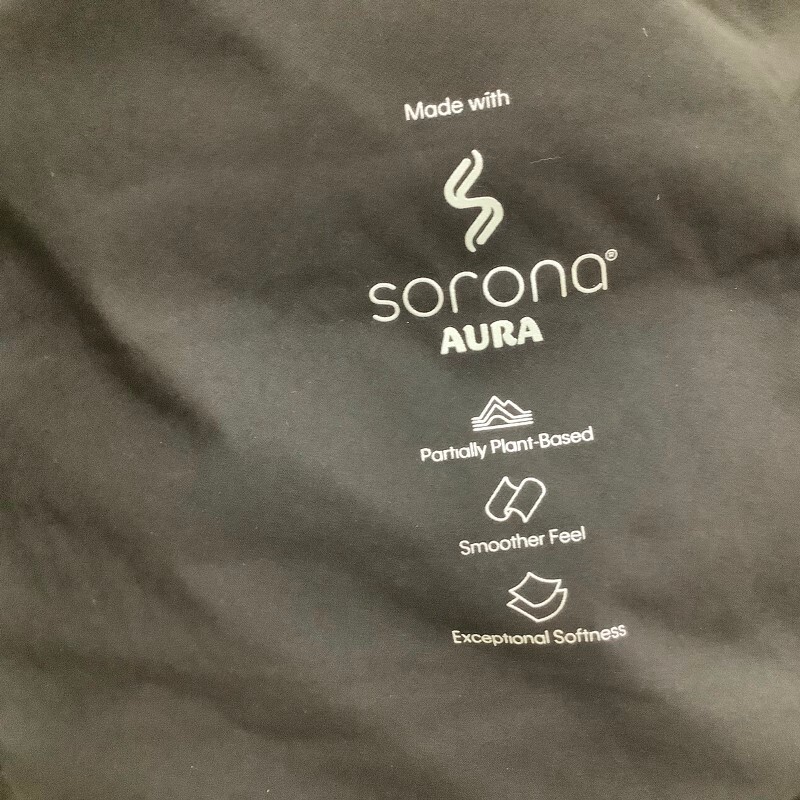 Made with
sorona®
AURA
Partially Plant-Based
Smoother Feel
Exceptional Softness